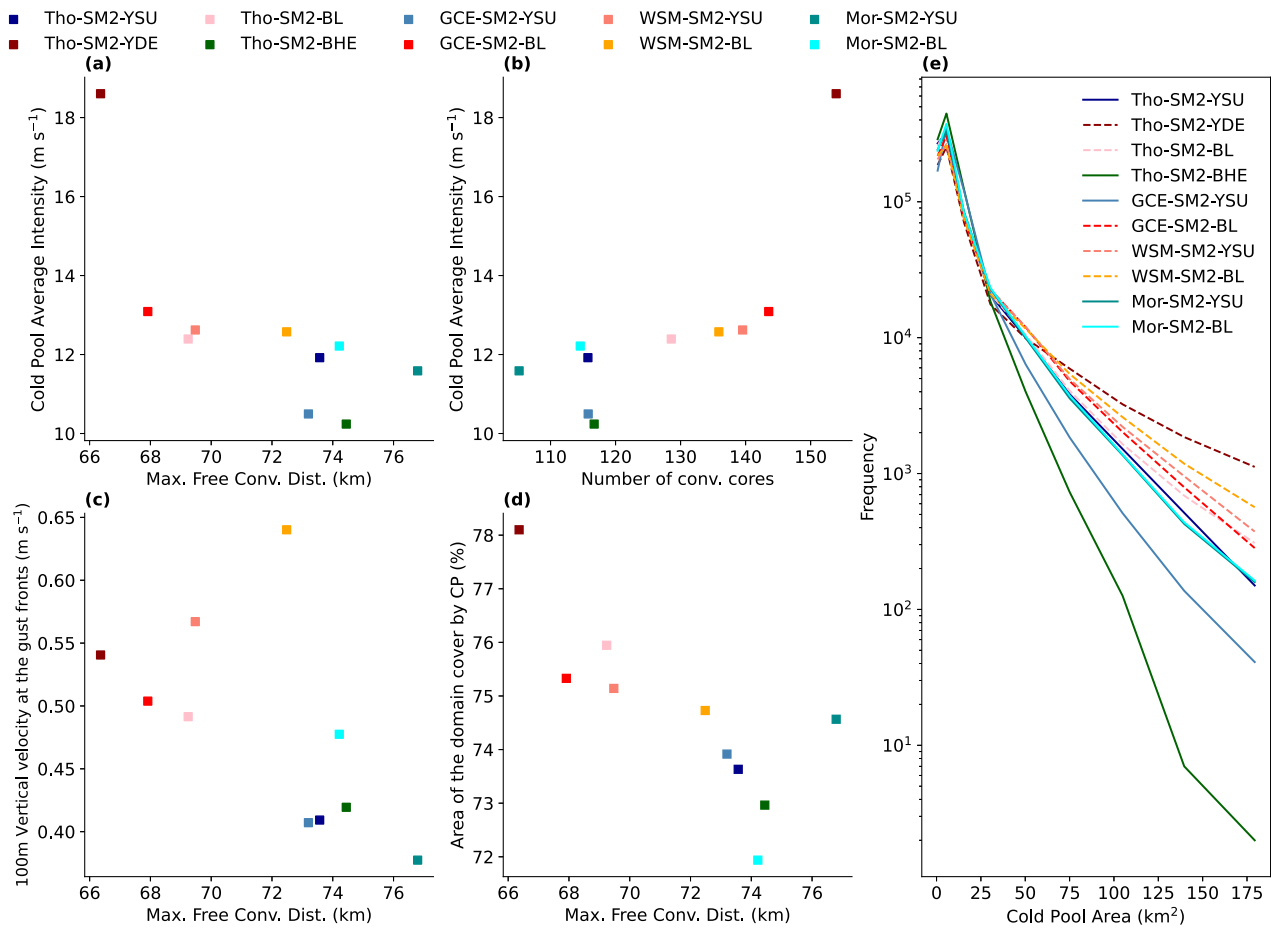 Tho-SM2-YSU Tho-SM2-BL GCE-SM2-YSU WSM-SM2-YSU Mor-SM2-YSU
Tho-SM2-YDE Tho-SM2-BHE GCE-SM2-BL WSM-SM2-BL Mor-SM2-BL
(a)
18
16
14
12
10
Cold Pool Average Intensity (m s⁻¹)
66 68 70 72 74 76
Max. Free Conv. Dist. (km)
(b)
18
16
14
12
10
Cold Pool Average Intensity (m s⁻¹)
110 120 130 140 150
Number of conv. cores
(c)
0.65
0.60
0.55
0.50
0.45
0.40
100m Vertical velocity at the gust fronts (m s⁻¹)
66 68 70 72 74 76
Max. Free Conv. Dist. (km)
(d)
78
77
76
75
74
73
72
Area of the domain cover by CP (%)
66 68 70 72 74 76
Max. Free Conv. Dist. (km)
(e)
Tho-SM2-YSU
Tho-SM2-YDE
Tho-SM2-BL
Tho-SM2-BHE
GCE-SM2-YSU
GCE-SM2-BL
WSM-SM2-YSU
WSM-SM2-BL
Mor-SM2-YSU
Mor-SM2-BL
10⁵
10⁴
10³
10²
10¹
Frequency
0 25 50 75 100 125 150 175
Cold Pool Area (km²)